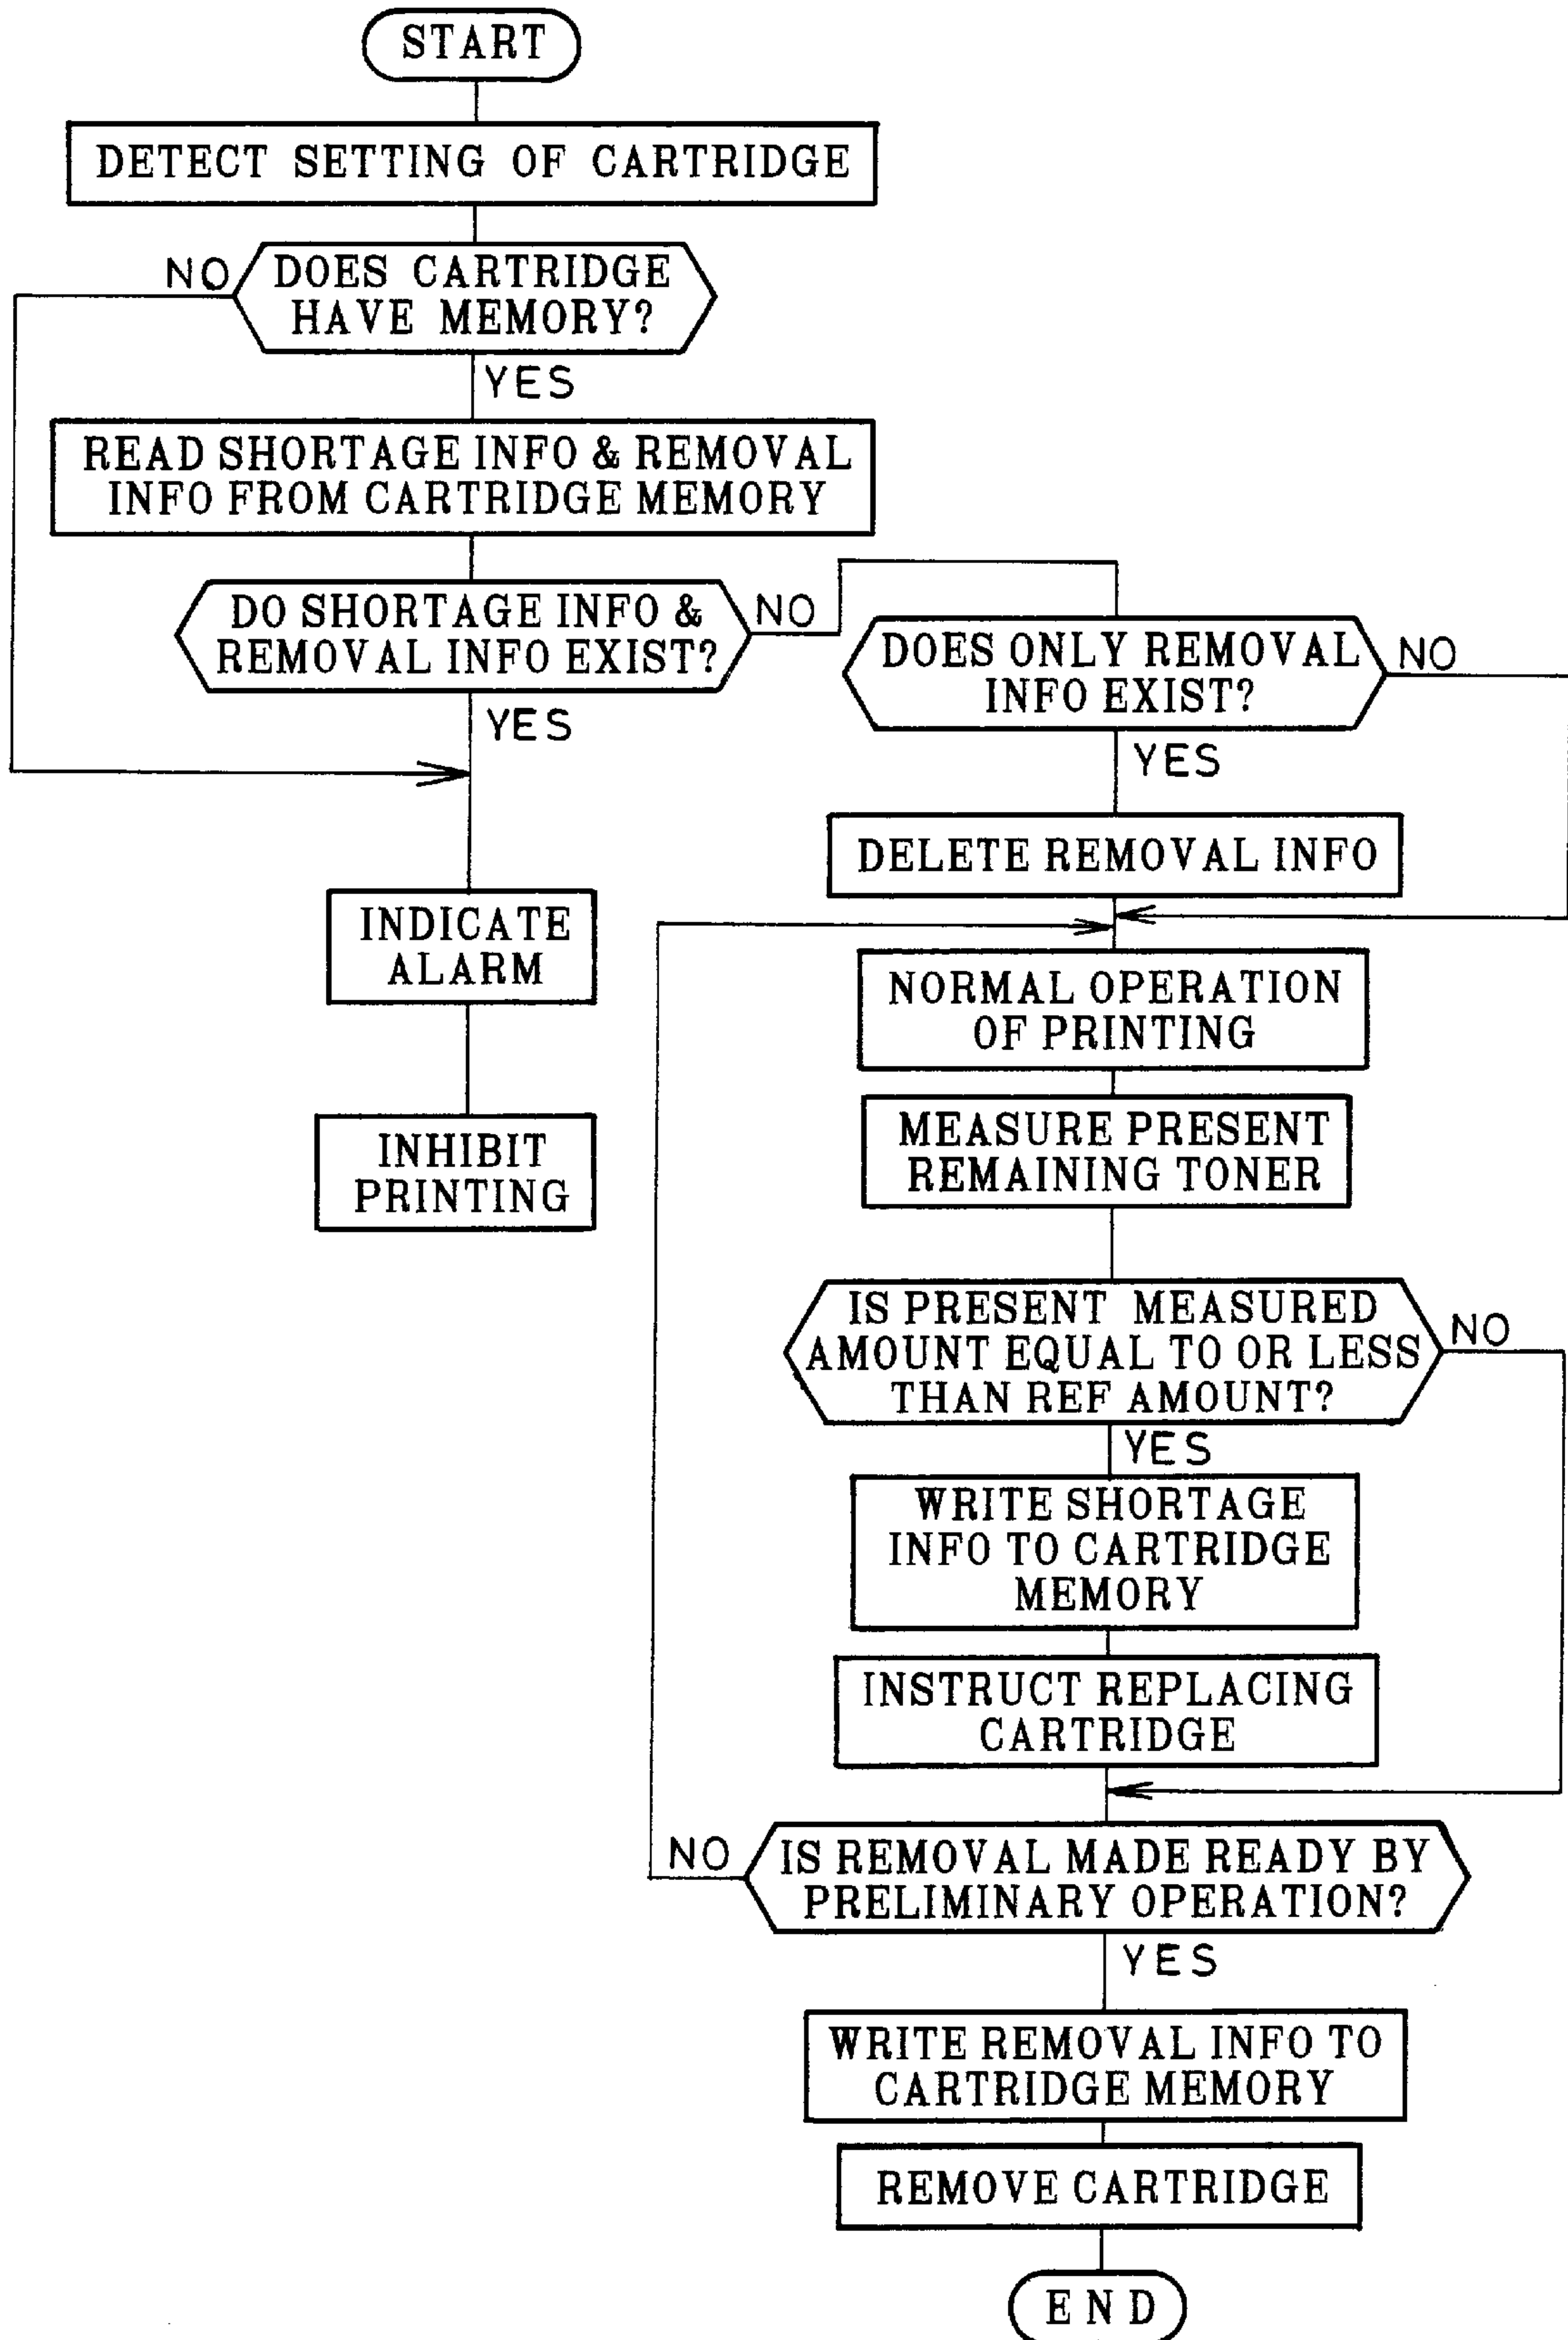 START
DETECT SETTING OF CARTRIDGE
NO
DOES CARTRIDGE
HAVE MEMORY?
YES
READ SHORTAGE INFO & REMOVAL
INFO FROM CARTRIDGE MEMORY
DO SHORTAGE INFO &
REMOVAL INFO EXIST?
NO
YES
DOES ONLY REMOVAL
INFO EXIST?
NO
YES
DELETE REMOVAL INFO
INDICATE
ALARM
INHIBIT
PRINTING
NORMAL OPERATION
OF PRINTING
MEASURE PRESENT
REMAINING TONER
IS PRESENT MEASURED
AMOUNT EQUAL TO OR LESS
THAN REF AMOUNT?
NO
YES
WRITE SHORTAGE
INFO TO CARTRIDGE
MEMORY
INSTRUCT REPLACING
CARTRIDGE
NO
IS REMOVAL MADE READY BY
PRELIMINARY OPERATION?
YES
WRITE REMOVAL INFO TO
CARTRIDGE MEMORY
REMOVE CARTRIDGE
END